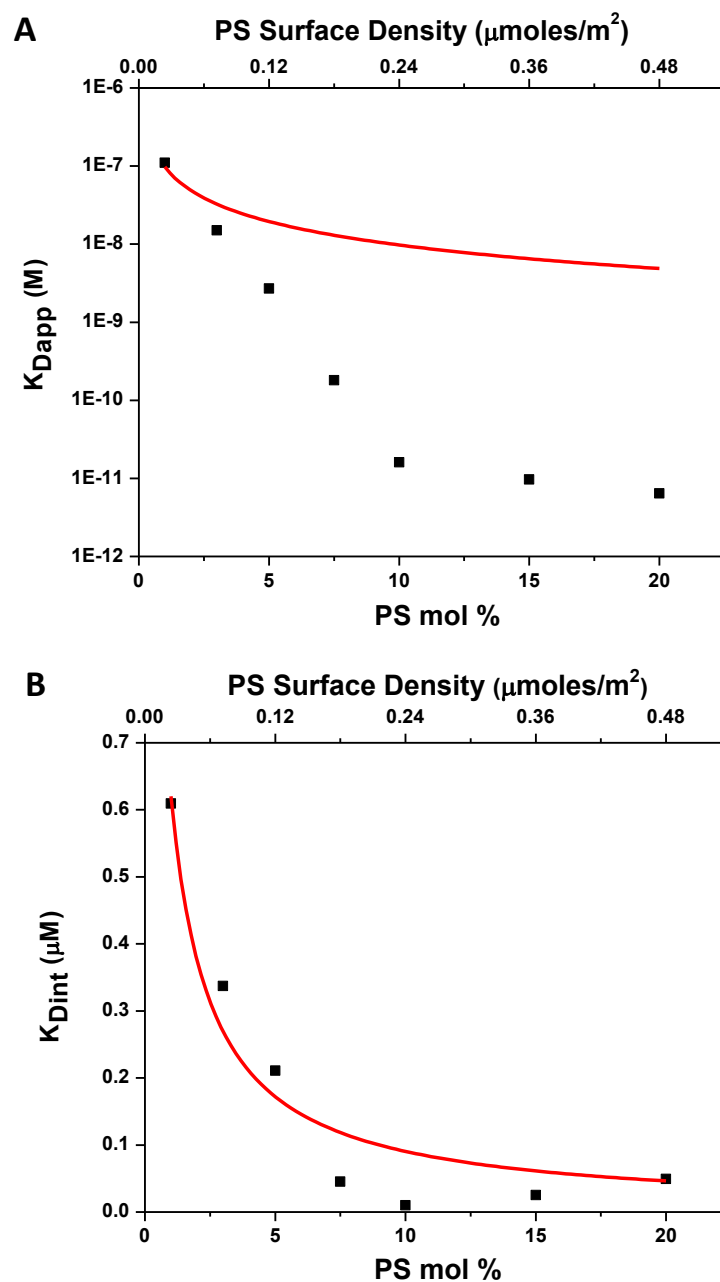 A
PS Surface Density (μmoles/m²)
0.00 0.12 0.24 0.36 0.48
1E-6
1E-7
1E-8
1E-9
1E-10
1E-11
1E-12
K_Dapp (M)
0 5 10 15 20
PS mol %
B
PS Surface Density (μmoles/m²)
0.00 0.12 0.24 0.36 0.48
0.7
0.6
0.5
0.4
0.3
0.2
0.1
0.0
K_Dint (μM)
0 5 10 15 20
PS mol %